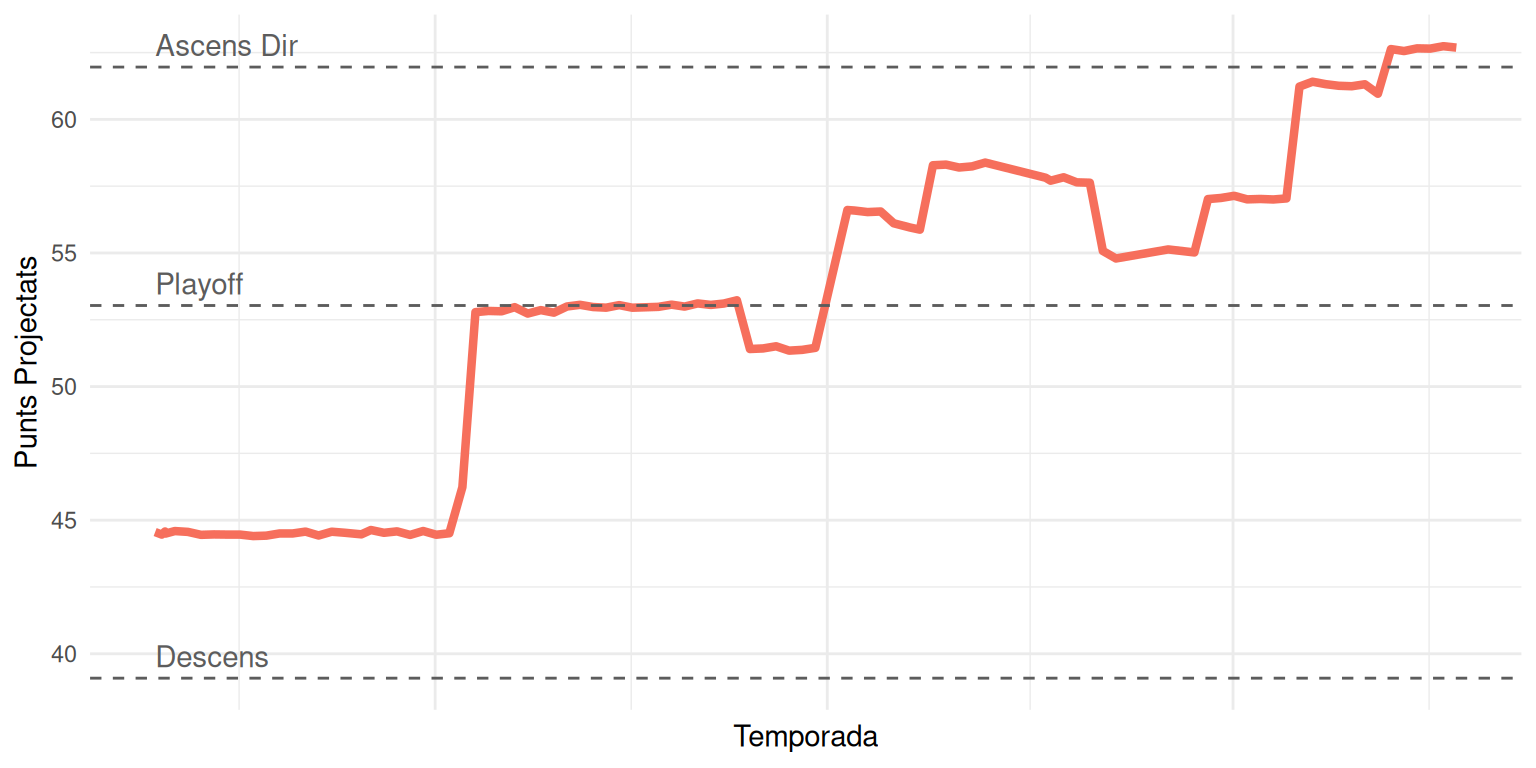 Ascens Dir
60
55
Playoff
50
45
40
Descens
Punts Projectats
Temporada